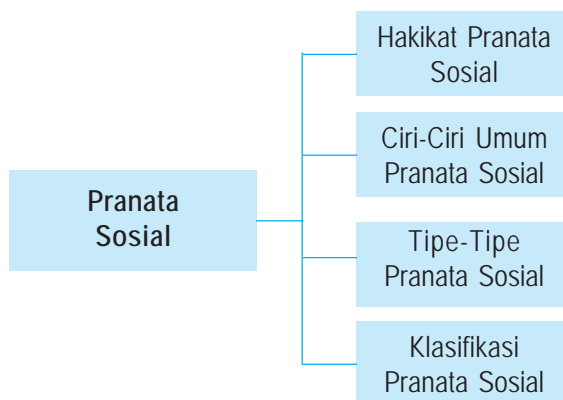 Hakikat Pranata
Sosial
Ciri-Ciri Umum
Pranata Sosial
Pranata
Sosial
Tipe-Tipe
Pranata Sosial
Klasifikasi
Pranata Sosial